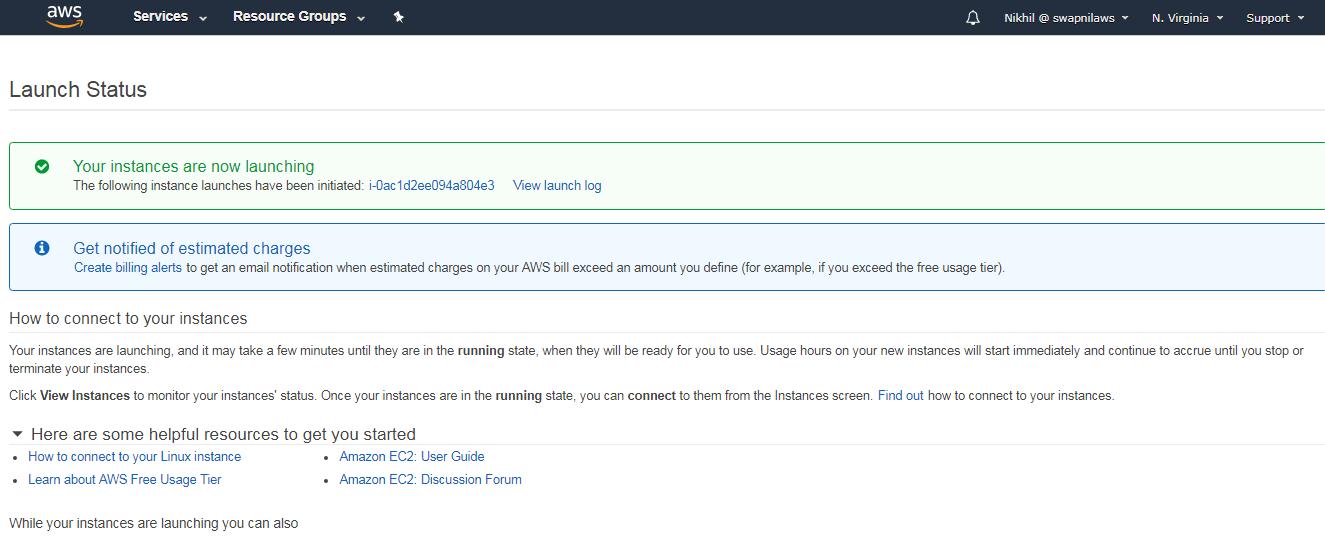 aws Services Resource Groups Nikhil @ swapnilaws N. Virginia Support
Launch Status
Your instances are now launching
The following instance launches have been initiated: i-0ac1d2ee094a804e3 View launch log
Get notified of estimated charges
Create billing alerts to get an email notification when estimated charges on your AWS bill exceed an amount you define (for example, if you exceed the free usage tier).
How to connect to your instances
Your instances are launching, and it may take a few minutes until they are in the running state, when they will be ready for you to use. Usage hours on your new instances will start immediately and continue to accrue until you stop or
terminate your instances.
Click View Instances to monitor your instances' status. Once your instances are in the running state, you can connect to them from the Instances screen. Find out how to connect to your instances.
Here are some helpful resources to get you started
• How to connect to your Linux instance • Amazon EC2: User Guide
• Learn about AWS Free Usage Tier • Amazon EC2: Discussion Forum
While your instances are launching you can also